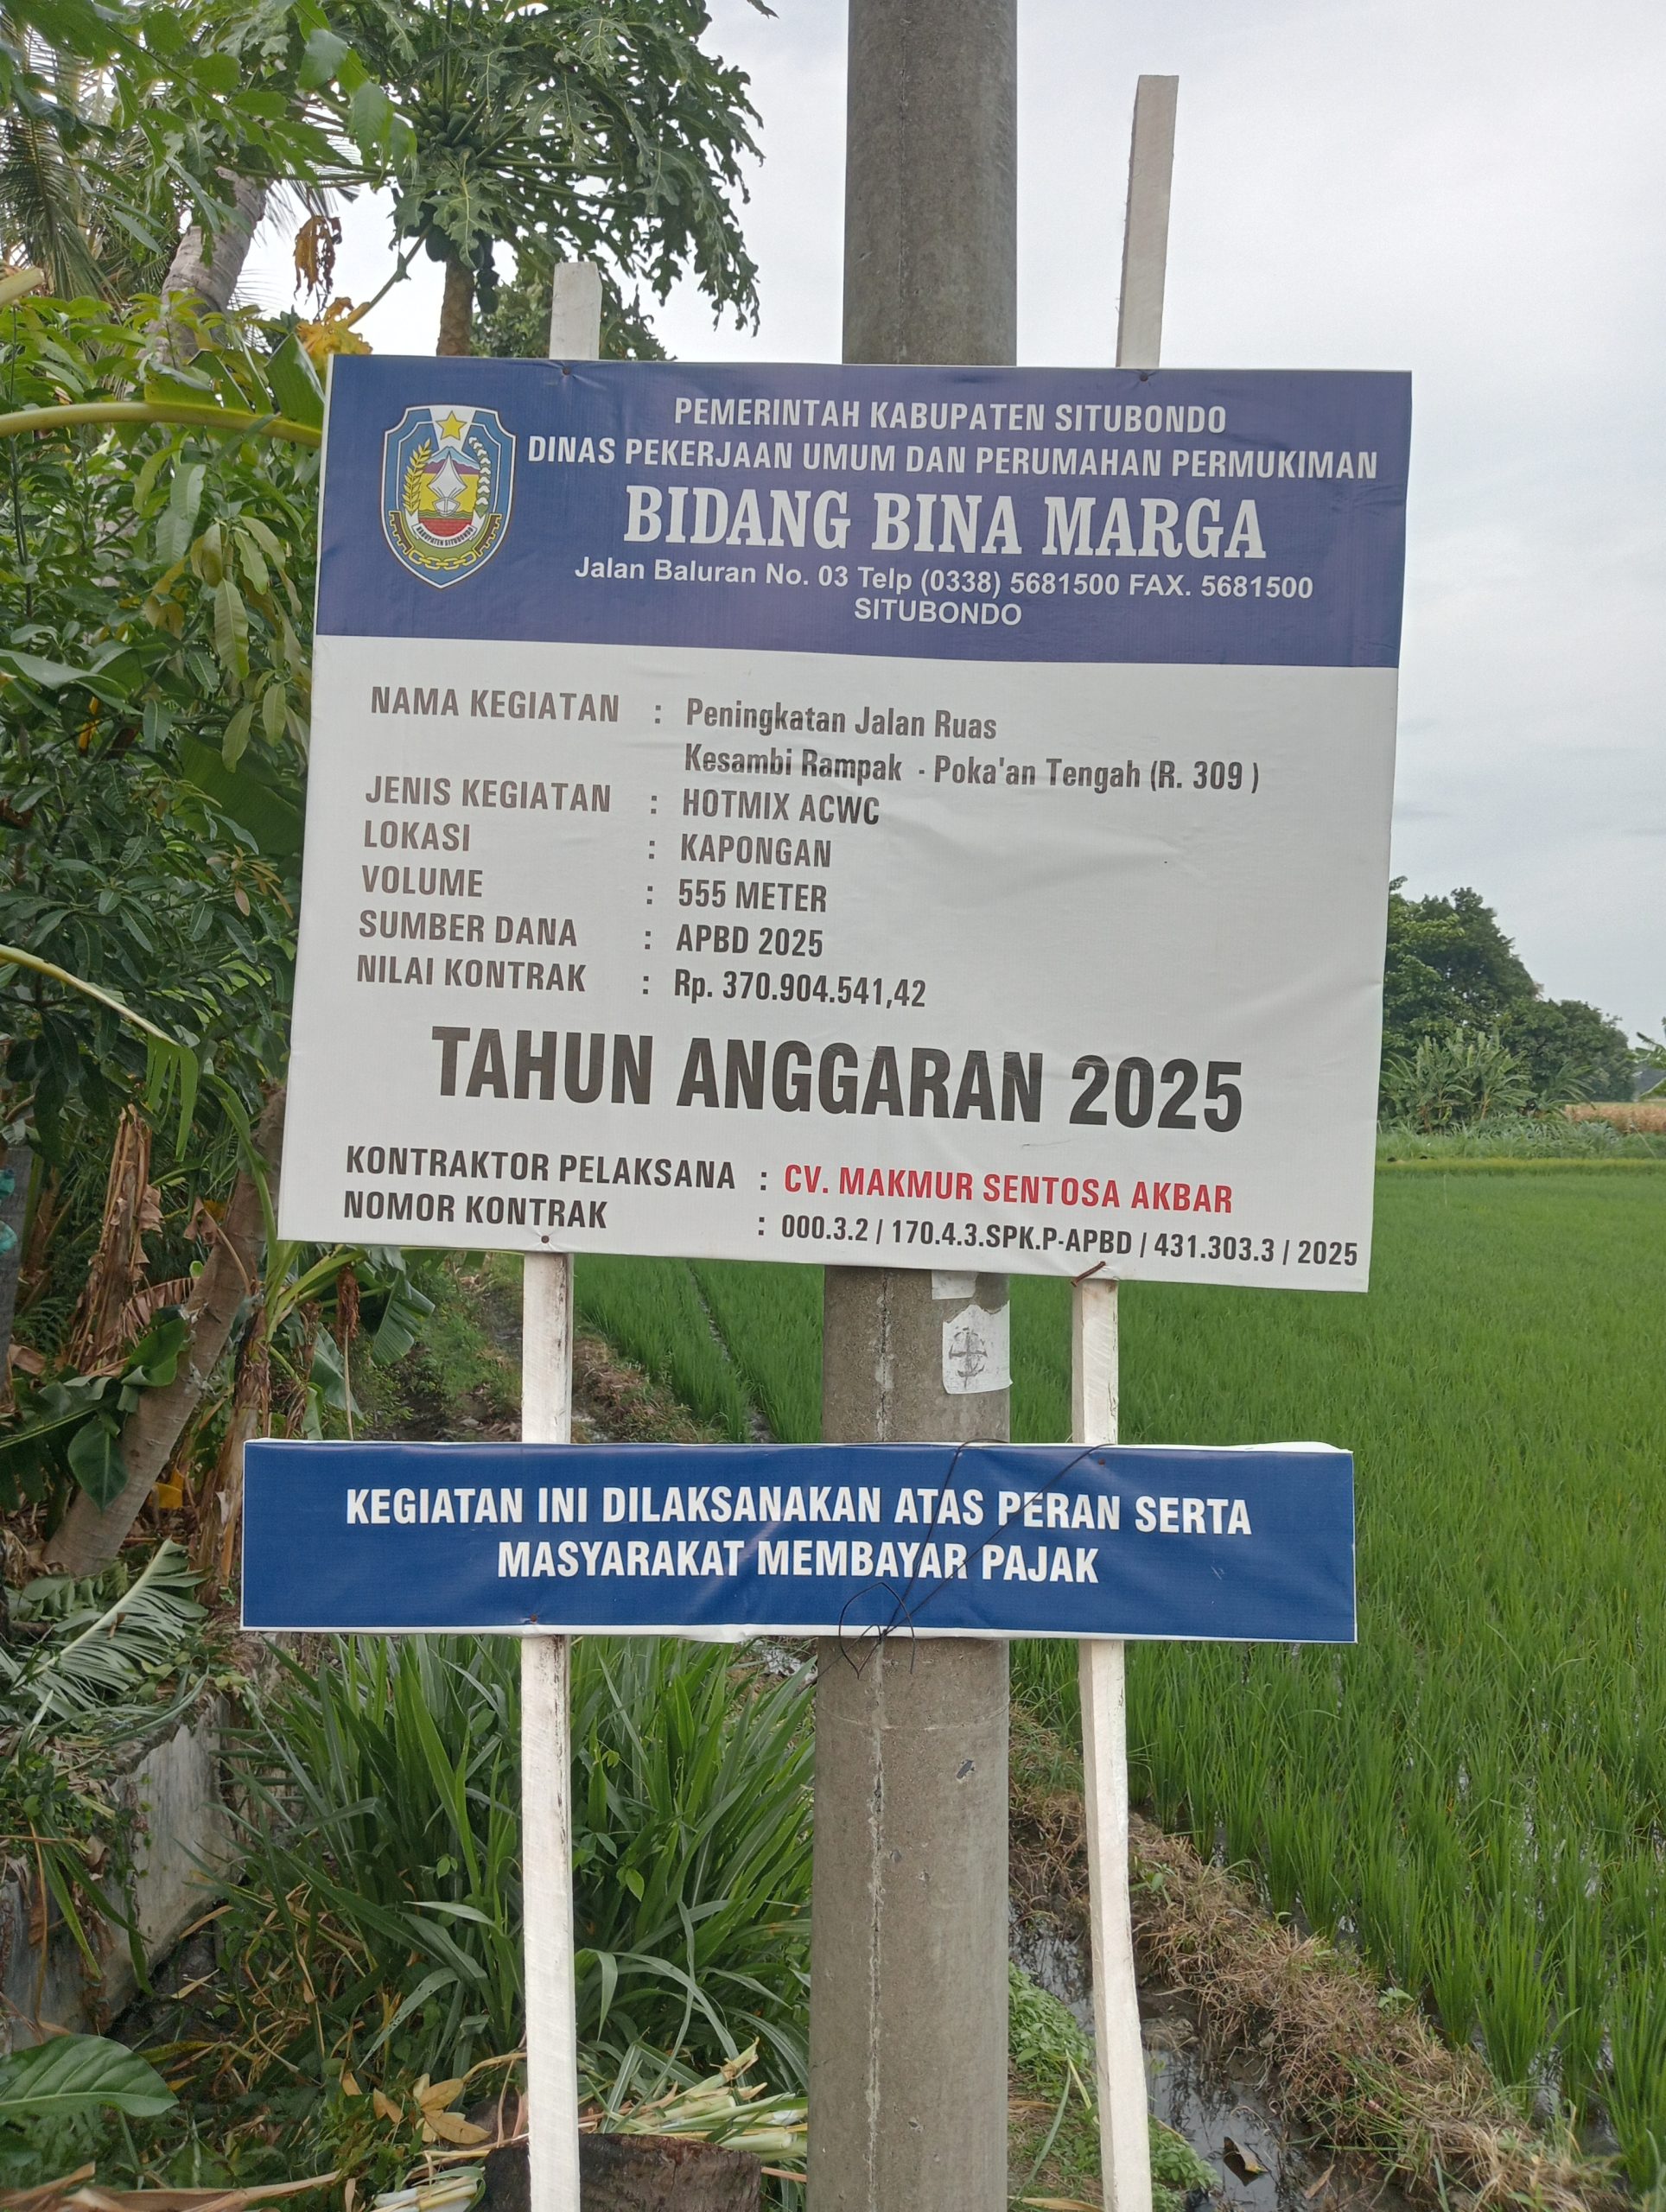 PEMERINTAH KABUPATEN SITUBONDO
DINAS PEKERJAAN UMUM DAN PERUMAHAN PERMUKIMAN
BIDANG BINA MARGA
Jalan Baluran No. 03 Telp (0338) 5681500 FAX. 5681500
SITUBONDO
KABUPATEN SITUBONDO
NAMA KEGIATAN : Peningkatan Jalan Ruas
Kesambi Rampak - Poka'an Tengah (R. 309 )
JENIS KEGIATAN : HOTMIX ACWC
LOKASI : KAPONGAN
VOLUME : 555 METER
SUMBER DANA : APBD 2025
NILAI KONTRAK : Rp. 370.904.541,42
TAHUN ANGGARAN 2025
KONTRAKTOR PELAKSANA : CV. MAKMUR SENTOSA AKBAR
NOMOR KONTRAK : 000.3.2 / 170.4.3.SPK.P-APBD / 431.303.3 / 2025
KEGIATAN INI DILAKSANAKAN ATAS PERAN SERTA
MASYARAKAT MEMBAYAR PAJAK